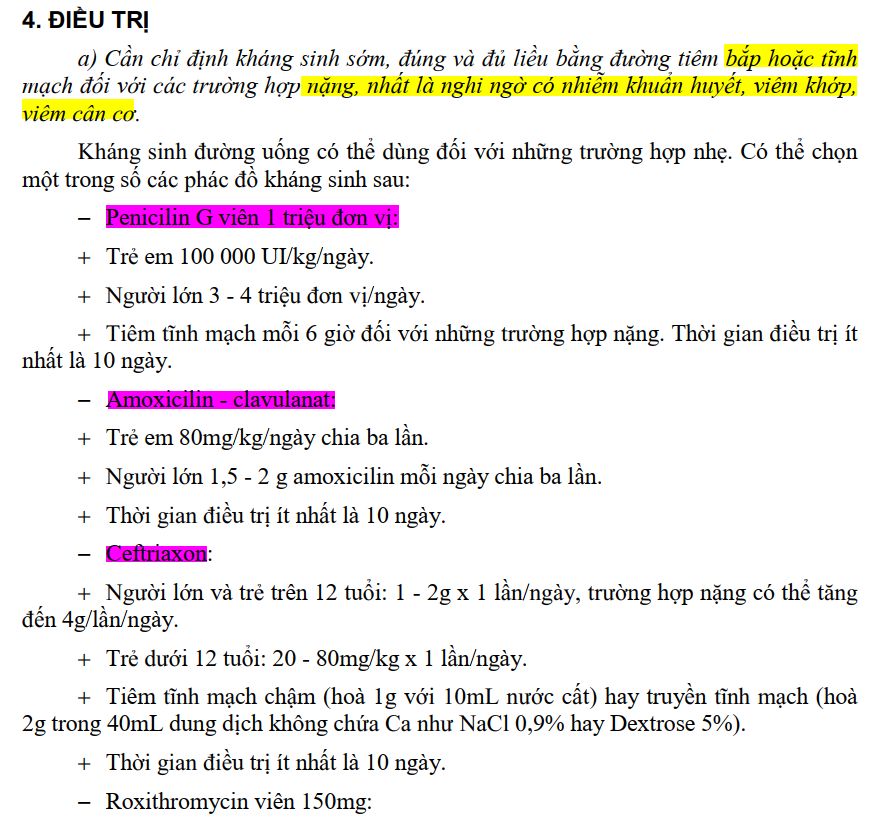 4. ĐIỀU TRỊ
a) Cần chỉ định kháng sinh sớm, đúng và đủ liều bằng đường tiêm bắp hoặc tĩnh
mạch đối với các trường hợp nặng, nhất là nghi ngờ có nhiễm khuẩn huyết, viêm khớp,
viêm cân cơ.
Kháng sinh đường uống có thể dùng đối với những trường hợp nhẹ. Có thể chọn
một trong số các phác đồ kháng sinh sau:
− Penicilin G viên 1 triệu đơn vị:
+ Trẻ em 100 000 UI/kg/ngày.
+ Người lớn 3 - 4 triệu đơn vị/ngày.
+ Tiêm tĩnh mạch mỗi 6 giờ đối với những trường hợp nặng. Thời gian điều trị ít
nhất là 10 ngày.
− Amoxicilin - clavulanat:
+ Trẻ em 80mg/kg/ngày chia ba lần.
+ Người lớn 1,5 - 2 g amoxicilin mỗi ngày chia ba lần.
+ Thời gian điều trị ít nhất là 10 ngày.
− Ceftriaxon:
+ Người lớn và trẻ trên 12 tuổi: 1 - 2g x 1 lần/ngày, trường hợp nặng có thể tăng
đến 4g/lần/ngày.
+ Trẻ dưới 12 tuổi: 20 - 80mg/kg x 1 lần/ngày.
+ Tiêm tĩnh mạch chậm (hoà 1g với 10mL nước cất) hay truyền tĩnh mạch (hoà
2g trong 40mL dung dịch không chứa Ca như NaCl 0,9% hay Dextrose 5%).
+ Thời gian điều trị ít nhất là 10 ngày.
− Roxithromycin viên 150mg: